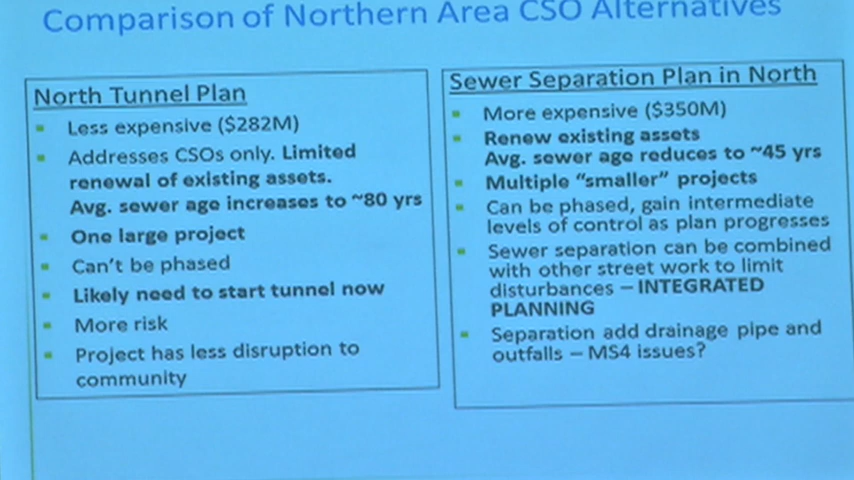 Comparison of Northern Area CSO Alternatives
North Tunnel Plan
Less expensive ($282M)
Addresses CSOs only. Limited
renewal of existing assets.
Avg. sewer age increases to ~80 yrs
One large project
Can't be phased
Likely need to start tunnel now
More risk
Project has less disruption to
community
Sewer Separation Plan in North
More expensive ($350M)
Renew existing assets
Avg. sewer age reduces to ~45 yrs
Multiple "smaller" projects
Can be phased, gain intermediate
levels of control as plan progresses
Sewer separation can be combined
with other street work to limit
disturbances – INTEGRATED
PLANNING
Separation add drainage pipe and
outfalls – MS4 issues?